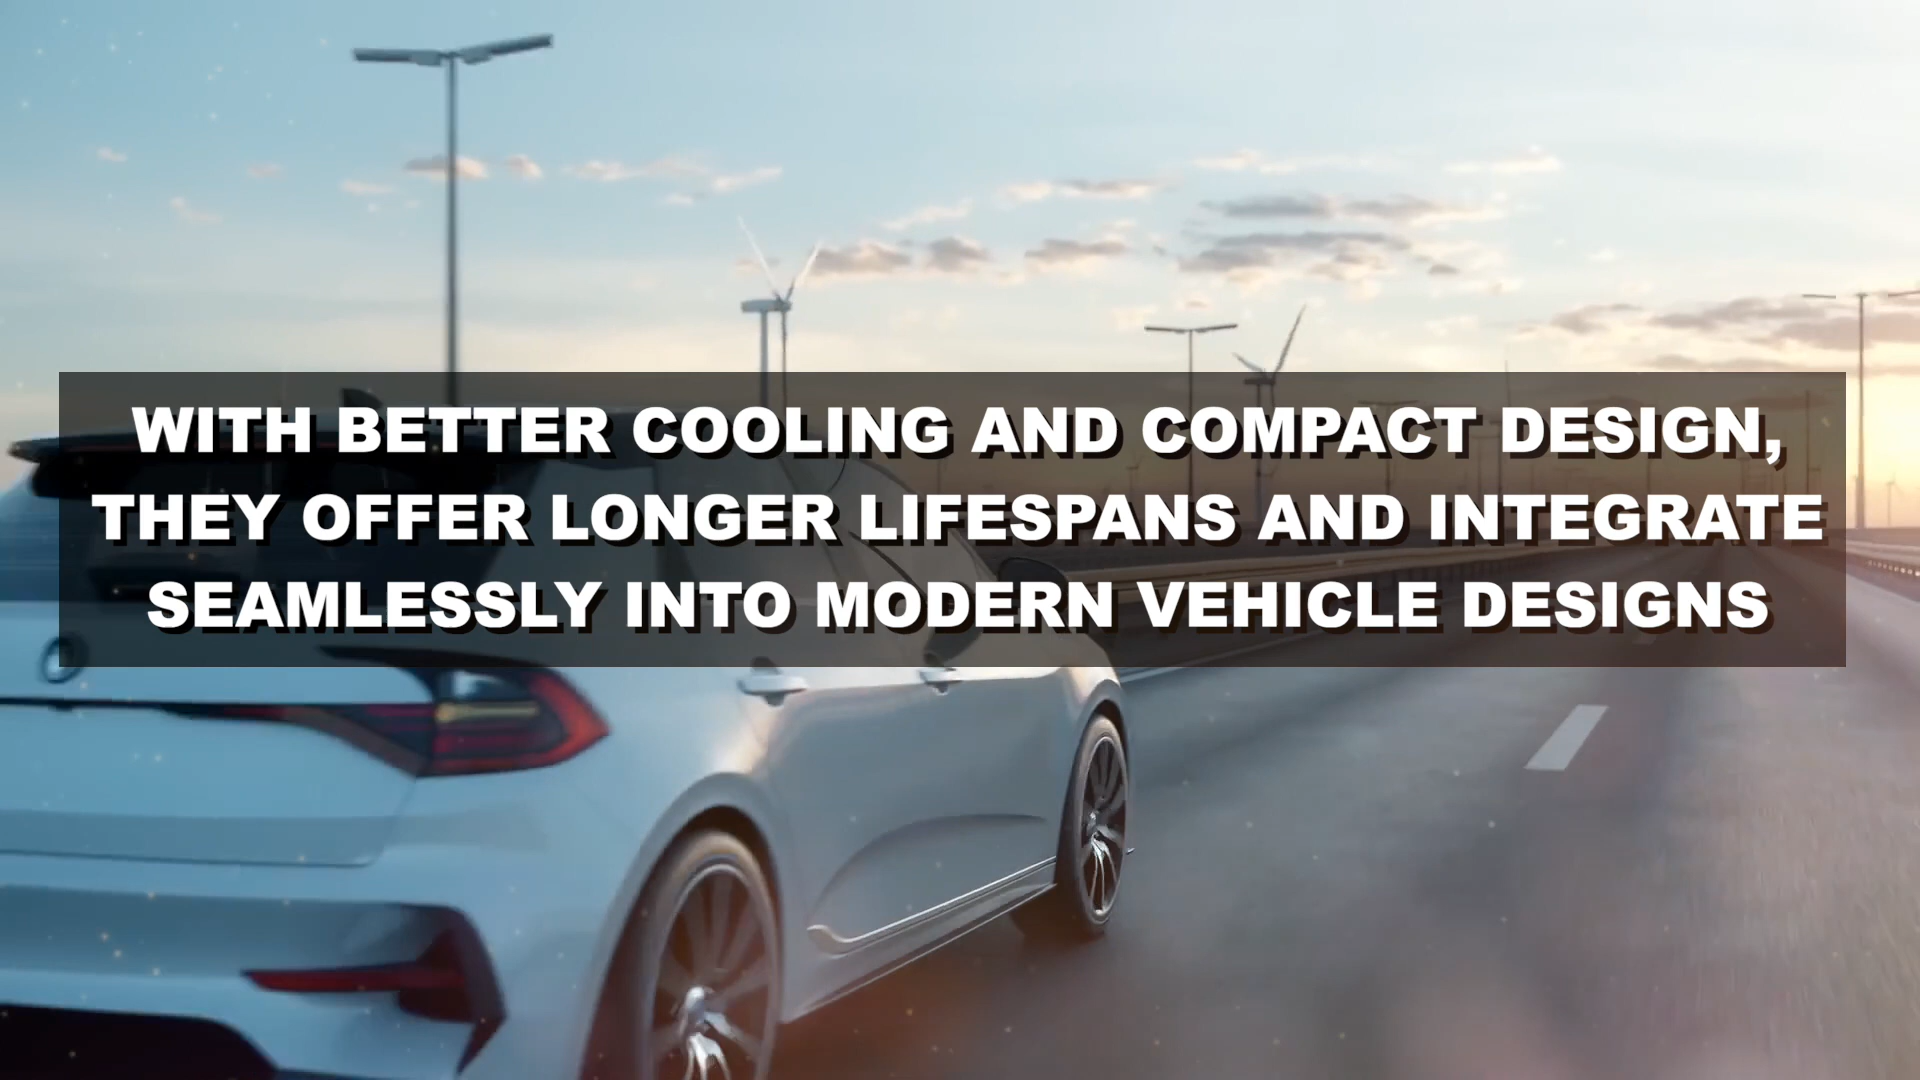 WITH BETTER COOLING AND COMPACT DESIGN,
THEY OFFER LONGER LIFESPANS AND INTEGRATE
SEAMLESSLY INTO MODERN VEHICLE DESIGNS